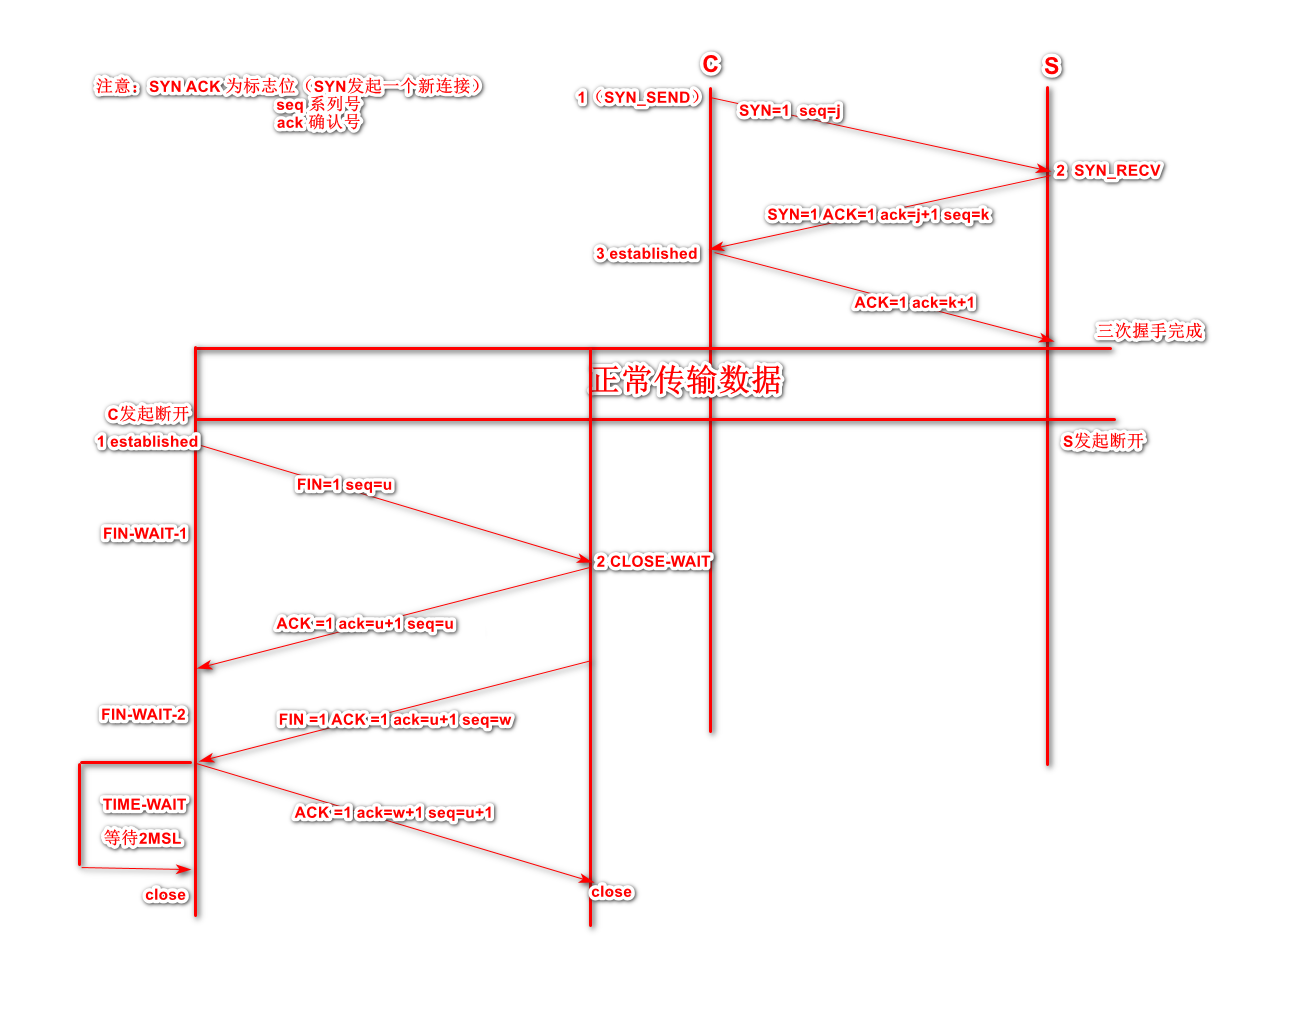 C
S
注意：SYN ACK 为标志位（SYN发起一个新连接）
seq 系列号
ack 确认号
1（SYN_SEND）
SYN=1 seq=j
2 SYN_RECV
SYN=1 ACK=1 ack=j+1 seq=k
3 established
ACK=1 ack=k+1
三次握手完成
正常传输数据
C发起断开
1 established
S发起断开
FIN=1 seq=u
FIN-WAIT-1
2 CLOSE-WAIT
ACK =1 ack=u+1 seq=u
FIN-WAIT-2
FIN =1 ACK =1 ack=u+1 seq=w
TIME-WAIT
ACK =1 ack=w+1 seq=u+1
等待2MSL
close
close